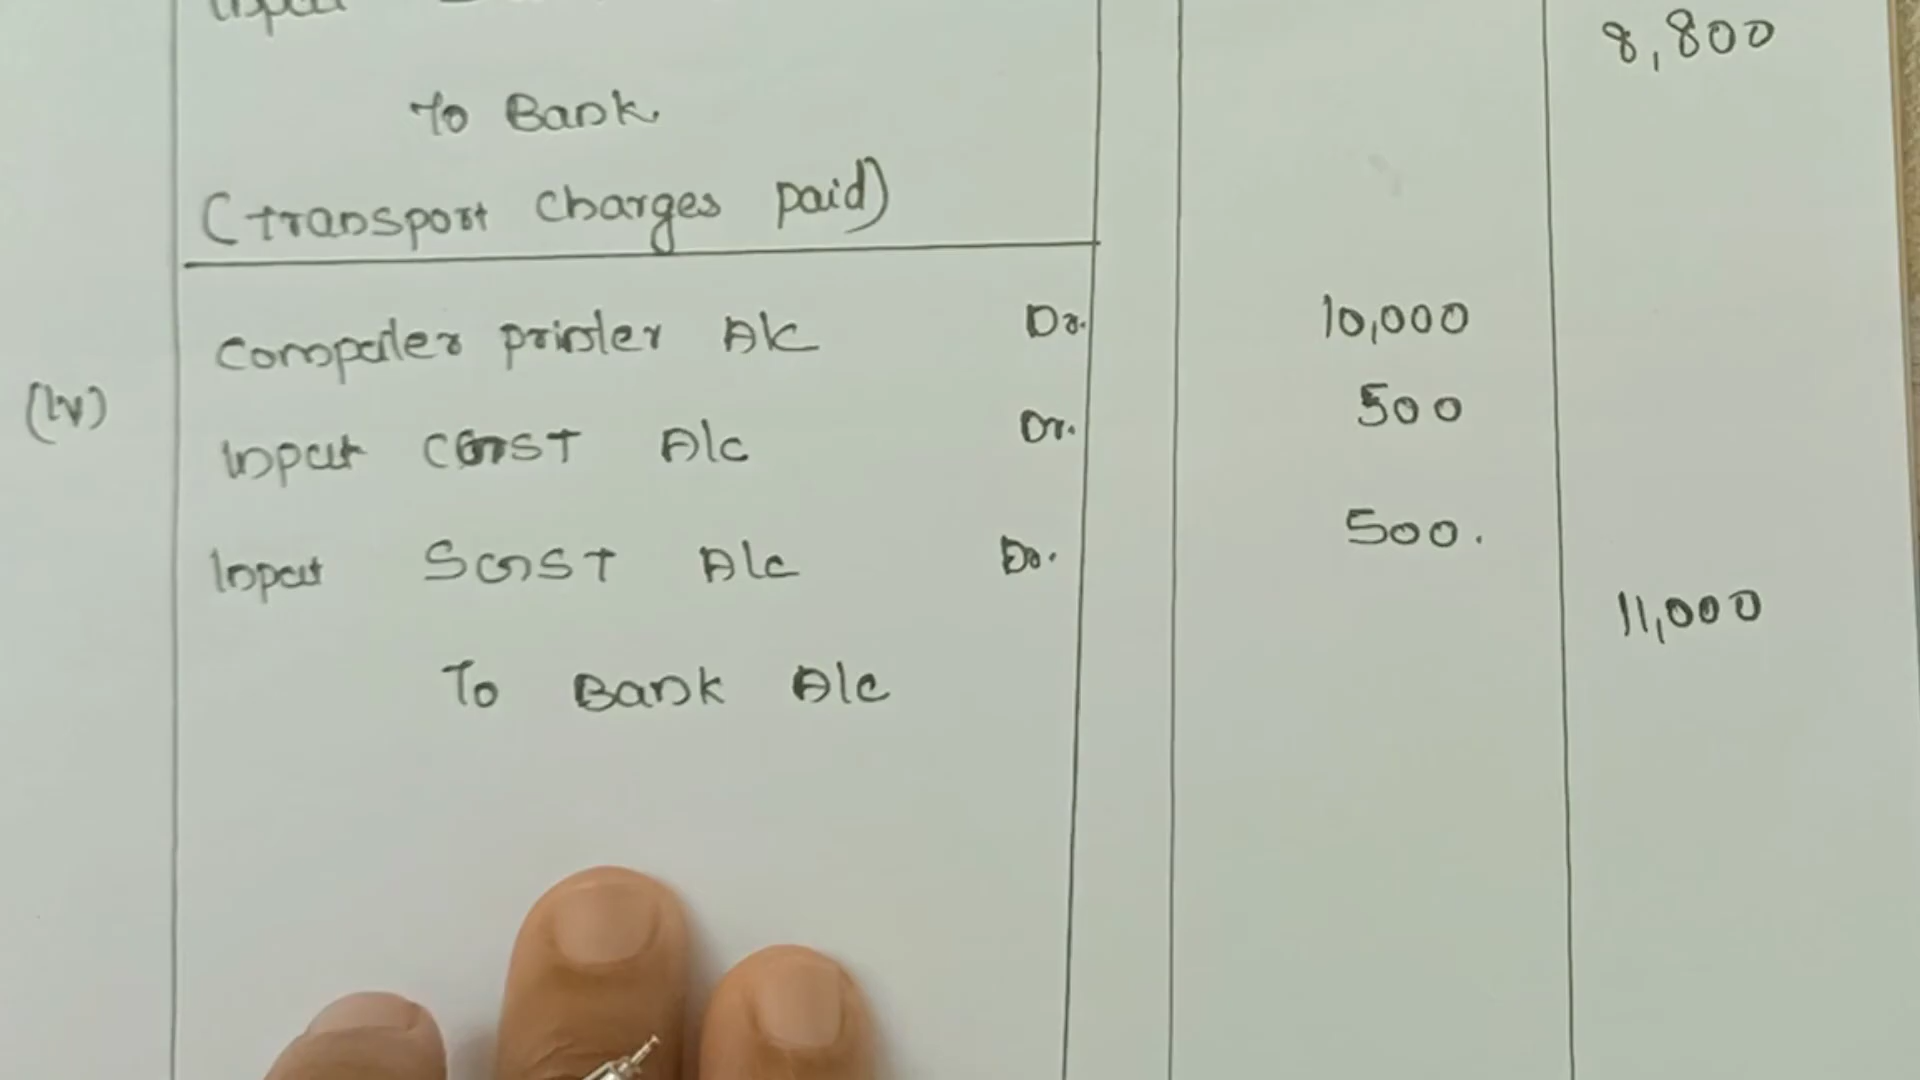 8,800
To Bank
(transport charges paid)
(iv) Computer printer A/c Dr. 10,000
Input CGST A/c Dr. 500
Input SGST A/c Dr. 500.
To Bank A/c 11,000